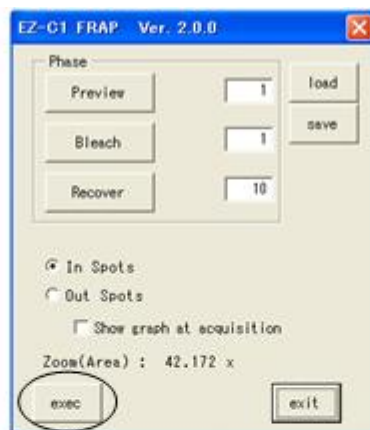 EZ-C1 FRAP Ver. 2.0.0
Phase
Preview 1 load
save
Bleach 1
Recover 10
In Spots
Out Spots
Show graph at acquisition
Zoom(Area) : 42.172 x
exec exit